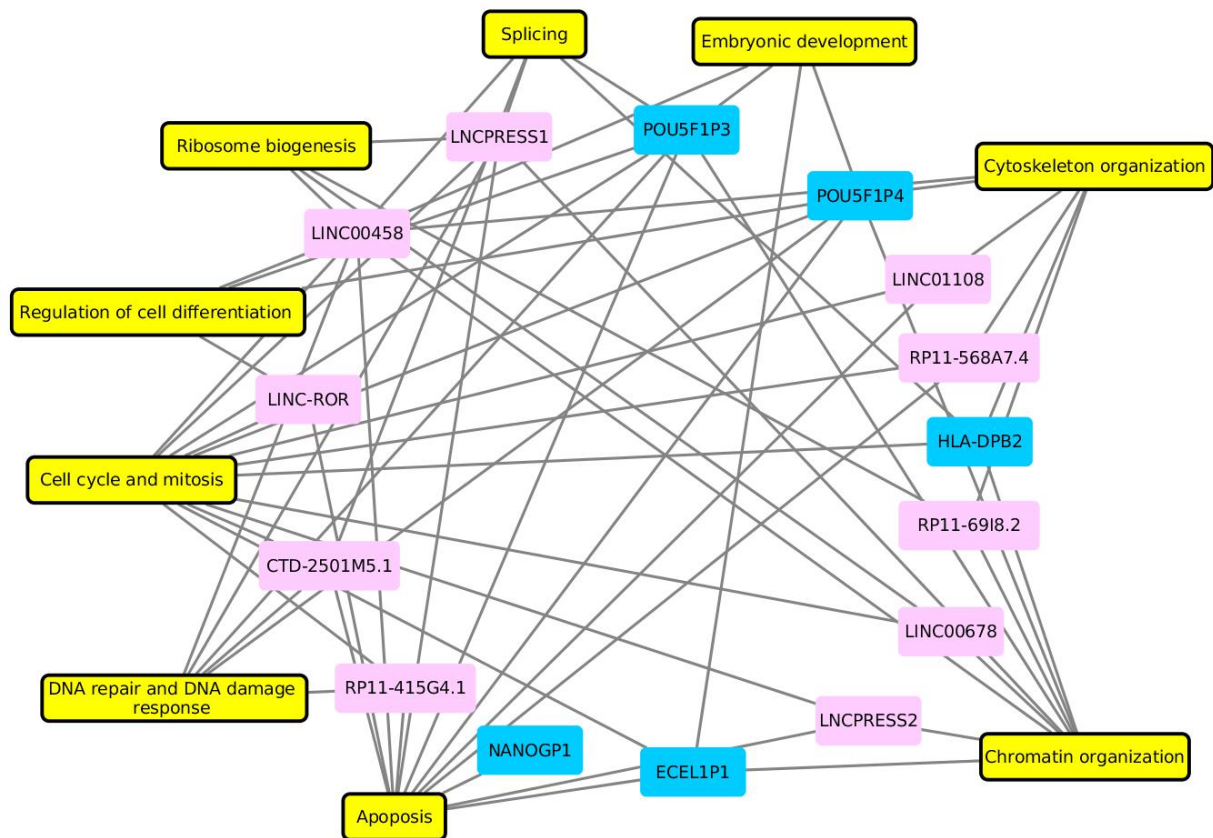 Splicing
Embryonic development
LNCPRESS1
POU5F1P3
Ribosome biogenesis
Cytoskeleton organization
POU5F1P4
LINC00458
LINC01108
Regulation of cell differentiation
RP11-568A7.4
LINC-ROR
HLA-DPB2
Cell cycle and mitosis
RP11-69I8.2
CTD-2501M5.1
LINC00678
DNA repair and DNA damage
response
RP11-415G4.1
LNCPRESS2
NANOGP1
Chromatin organization
ECEL1P1
Apoposis